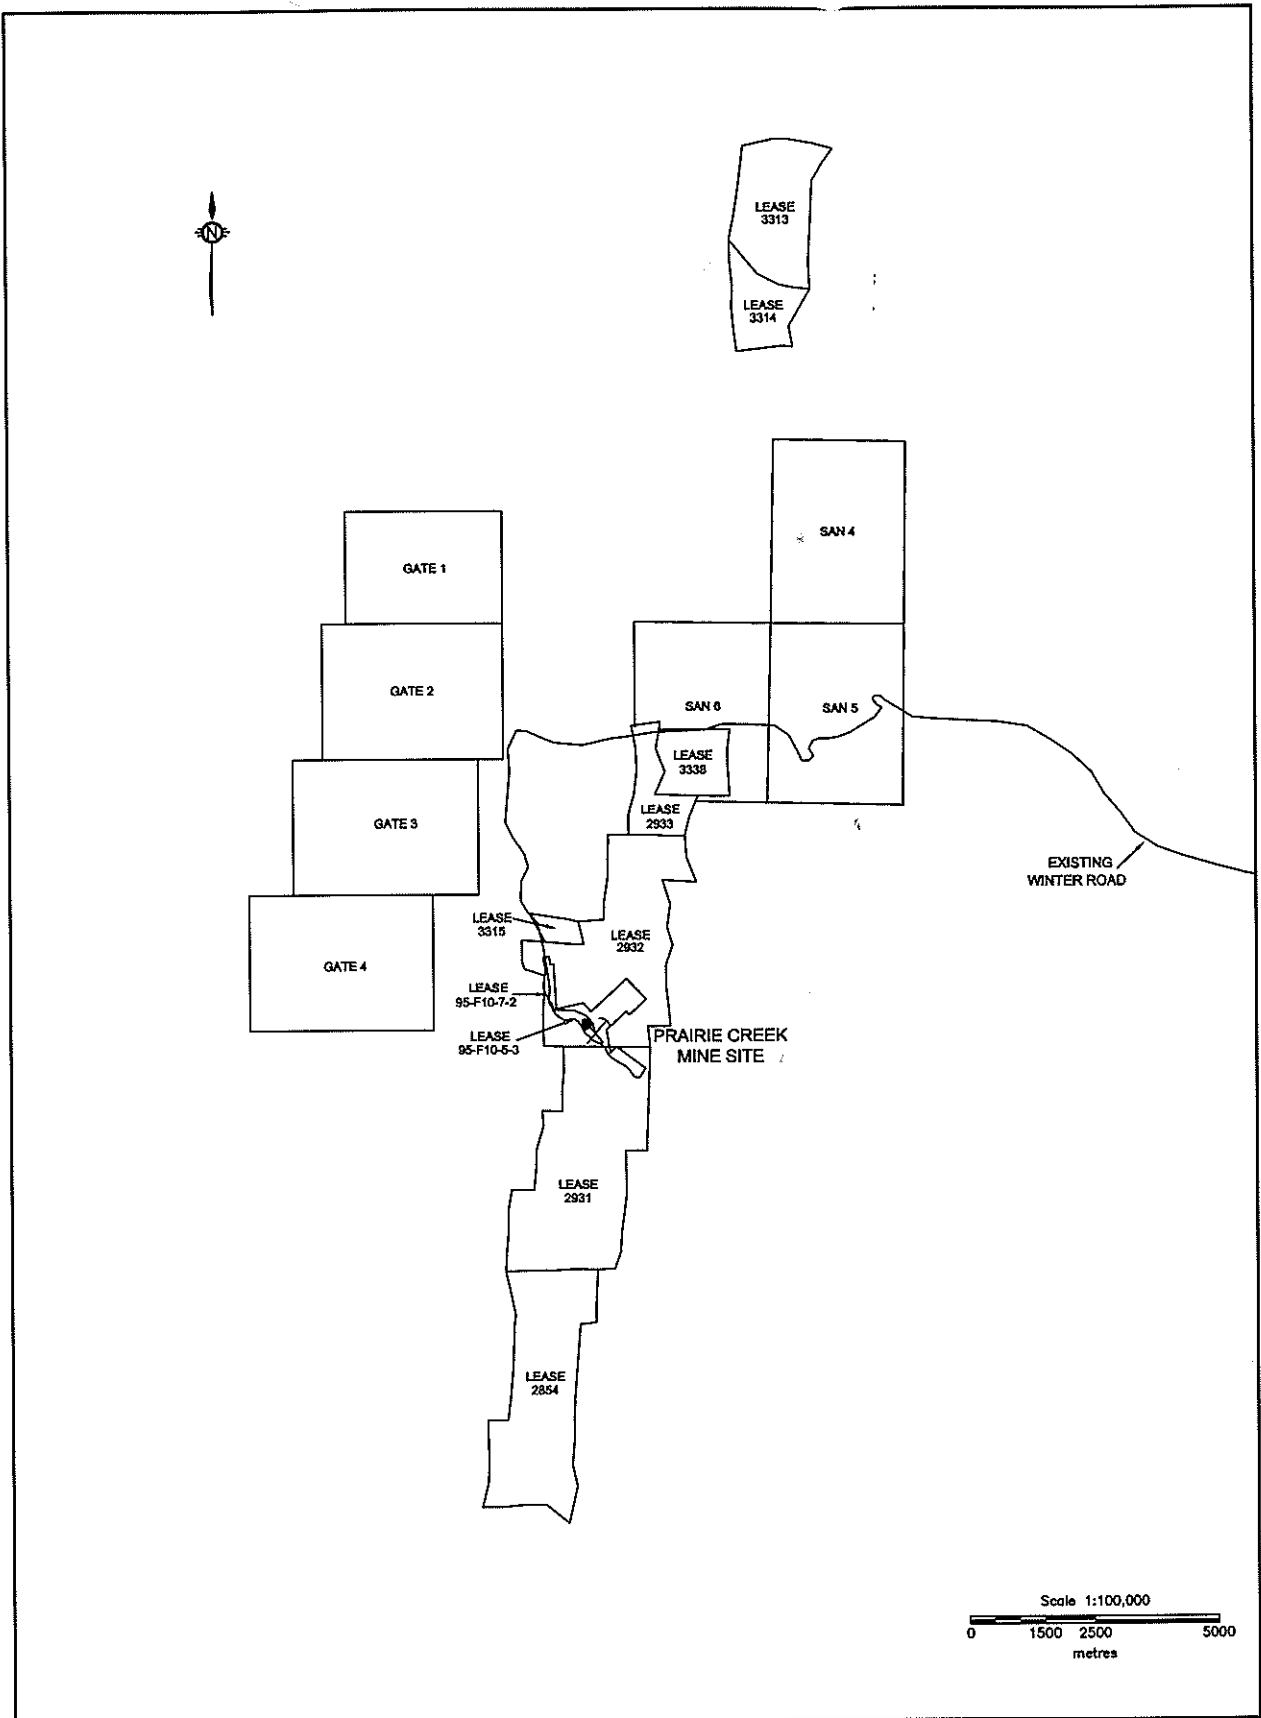 LEASE
3313
N
LEASE
3314
SAN 4
GATE 1
GATE 2
SAN 6
SAN 5
LEASE
3338
LEASE
2933
GATE 3
EXISTING
WINTER ROAD
LEASE
3315
LEASE
2932
GATE 4
LEASE
95-F10-7-2
LEASE
95-F10-5-3
PRAIRIE CREEK
MINE SITE
LEASE
2931
LEASE
2854
Scale 1:100,000
0 1500 2500 5000
metres